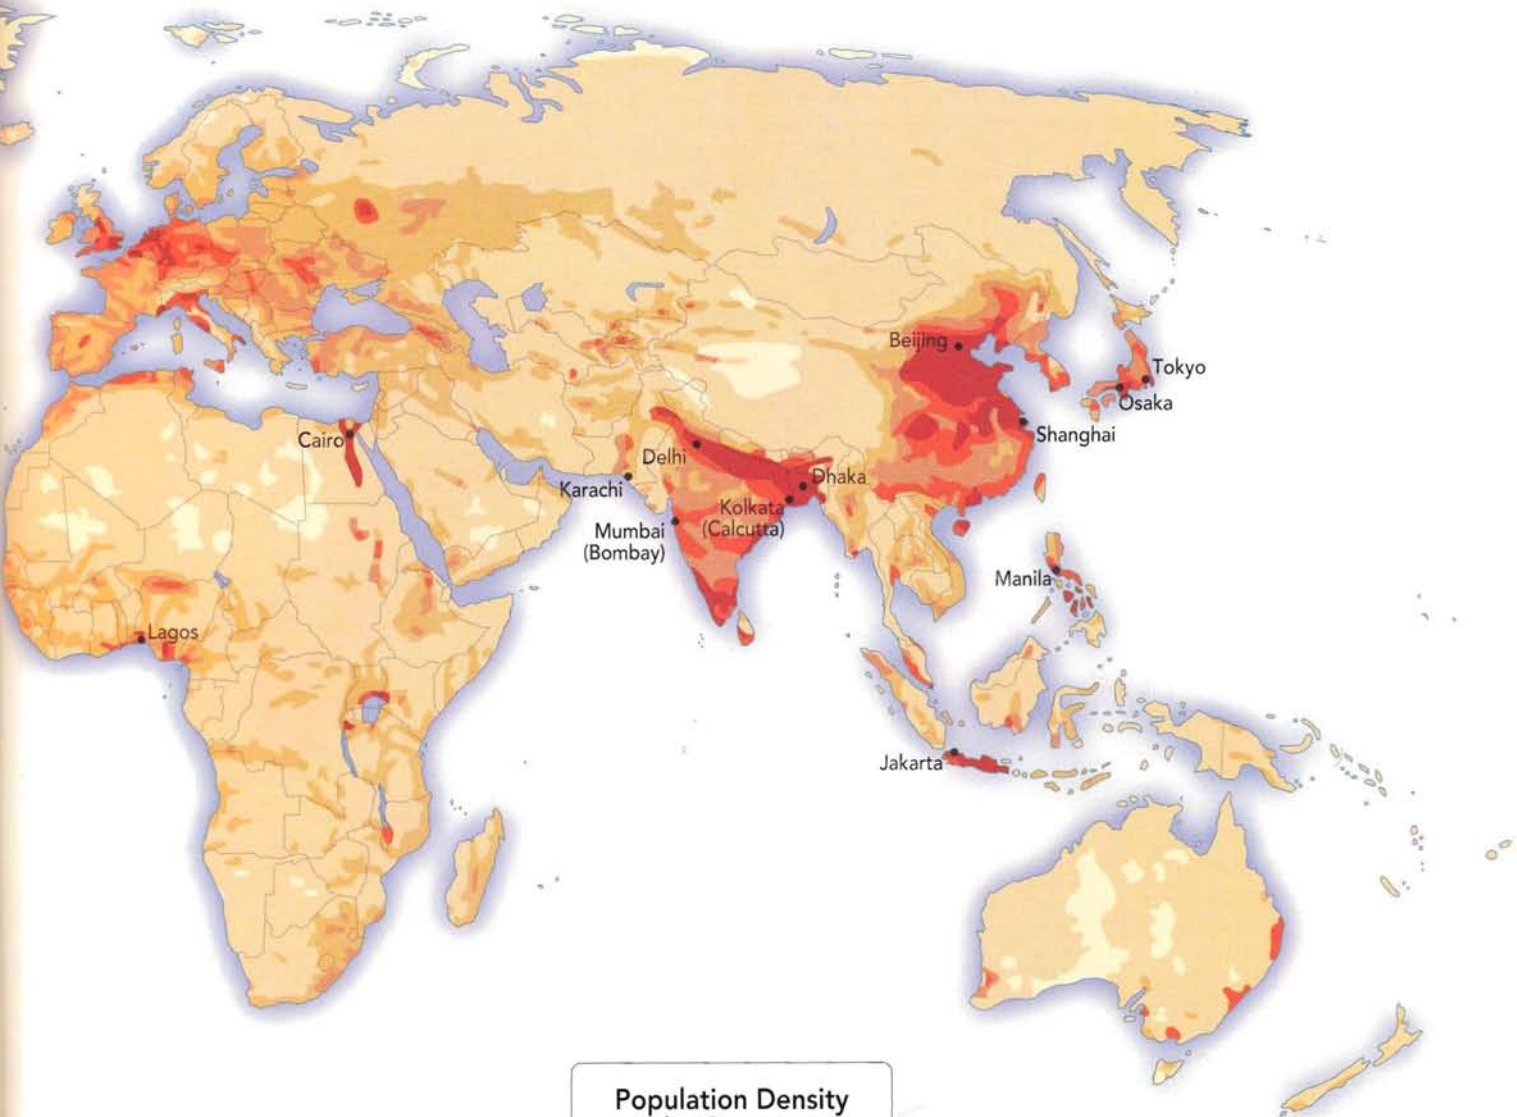 Beijing
Tokyo
Osaka
Cairo
Shanghai
Delhi
Dhaka
Karachi
Kolkata
(Calcutta)
Mumbai
(Bombay)
Manila
Lagos
Jakarta
Population Density